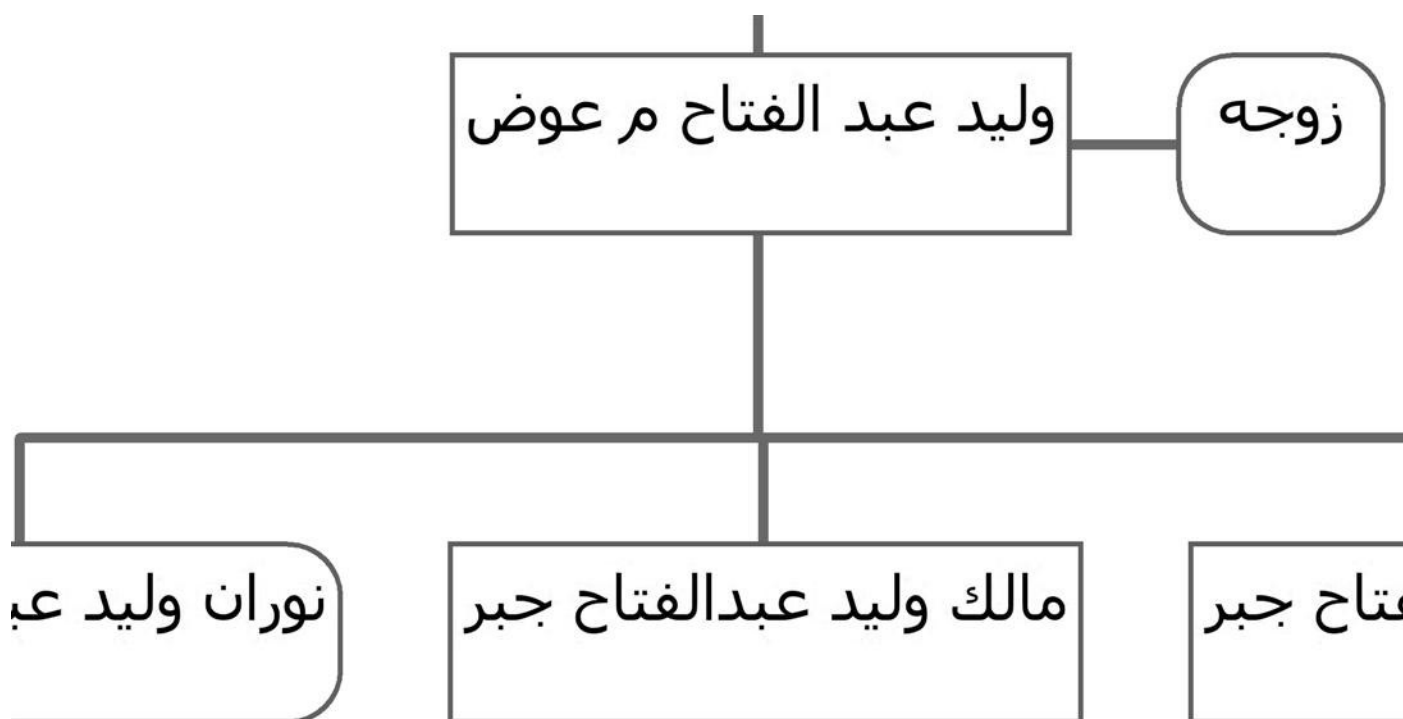 زوجه
وليد عبد الفتاح م عوض
جبر
مالك وليد عبدالفتاح جبر
نوران وليد